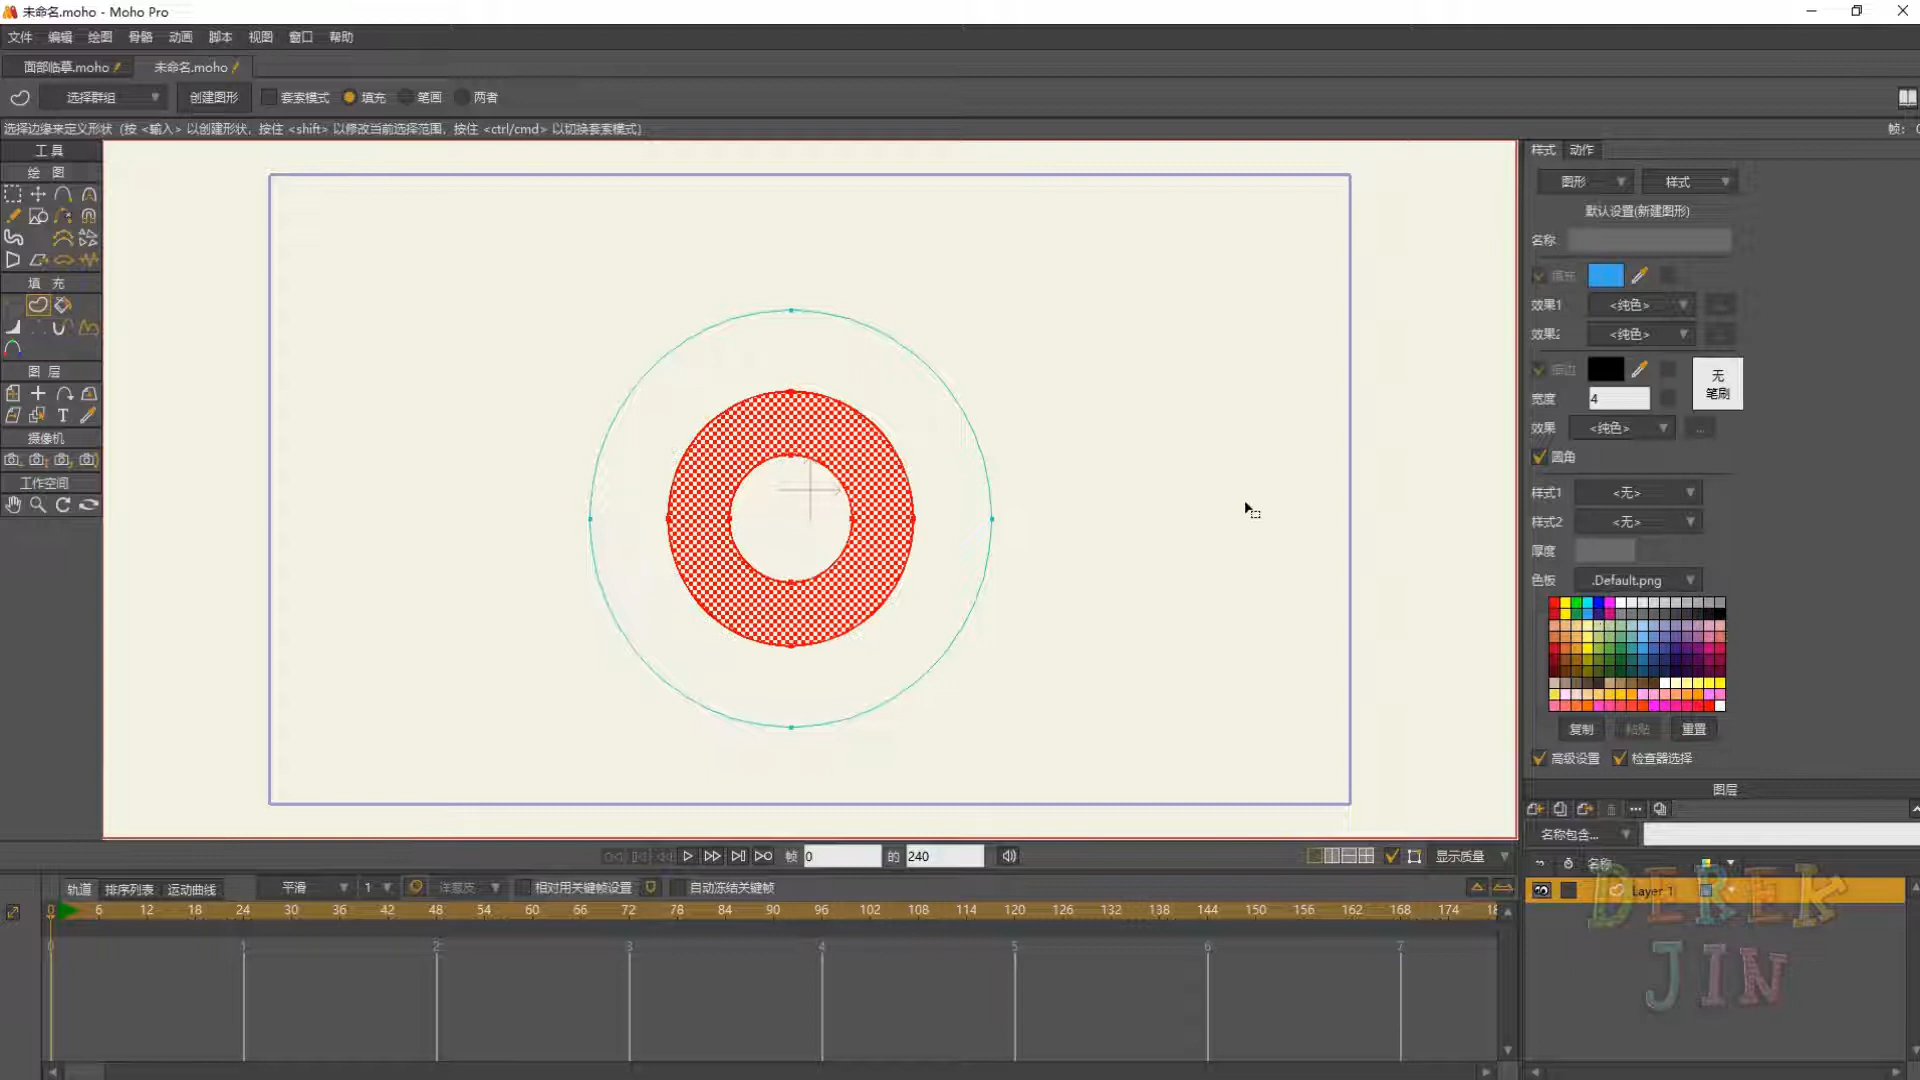 未命名.moho - Moho Pro
文件 编辑 绘图 骨骼 动画 脚本 视图 窗口 帮助
面部临摹.moho 未命名.moho
选择群组 创建图形 套索模式 填充 笔画 两者
选择边缘来定义形状 (按 <输入> 以创建形状, 按住 <shift> 以修改当前选择范围, 按住 <ctrl/cmd> 以切换套索模式)
帧: 0
工具
绘 图
填 充
图 层
T
摄像机
工作空间
样式 动作
图形 样式
默认设置(新建图形)
名称
填充
效果1 <纯色>
效果2 <纯色>
描边
无
笔刷
宽度 4
效果 <纯色> ...
圆角
样式1 <无>
样式2 <无>
厚度
色板 .Default.png
复制 粘贴 重置
高级设置 检查器选择
图层
名称包含...
名称
Layer 1
DEREK
JIN
帧 0 的 240 显示质量
轨道 排序列表 运动曲线 平滑 1 洋葱皮 相对用关键帧设置 自动冻结关键帧
0 6 12 18 24 30 36 42 48 54 60 66 72 78 84 90 96 102 108 114 120 126 132 138 144 150 156 162 168 174 18
0 1 2 3 4 5 6 7